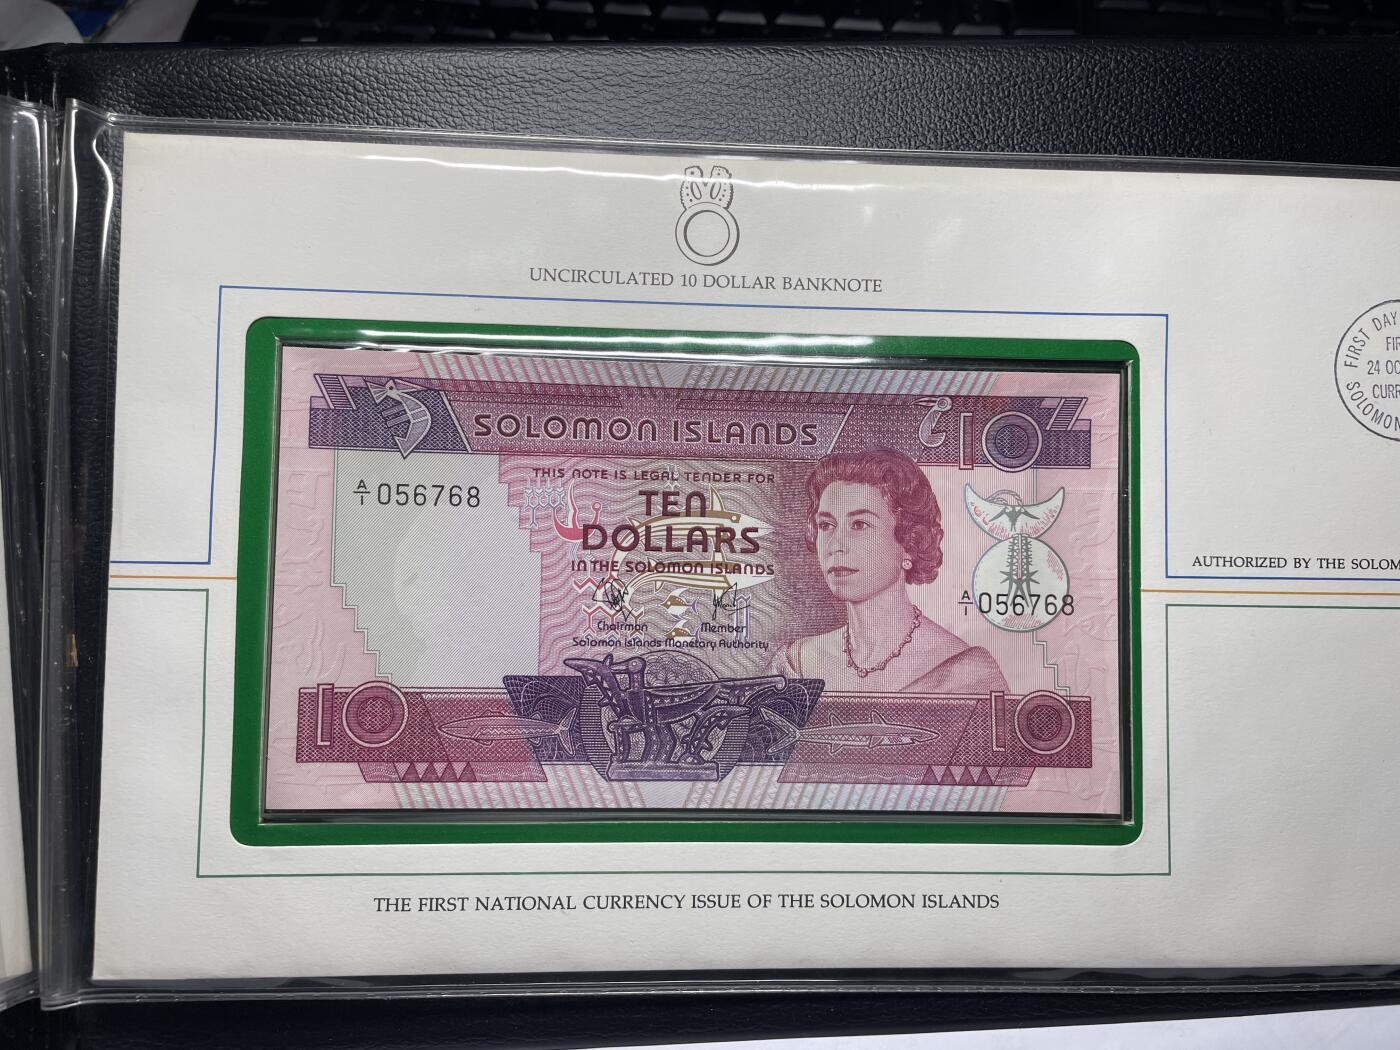 UNCIRCULATED 10 DOLLAR BANKNOTE
FIRST DAY
24 OC
SOLOMON
SOLOMON ISLANDS
10
A/1 056768
THIS NOTE IS LEGAL TENDER FOR
TEN
DOLLARS
IN THE SOLOMON ISLANDS
Chairman Member
Solomon Islands Monetary Authority
A/1 056768
10
10
AUTHORIZED BY THE SOLOM
THE FIRST NATIONAL CURRENCY ISSUE OF THE SOLOMON ISLANDS